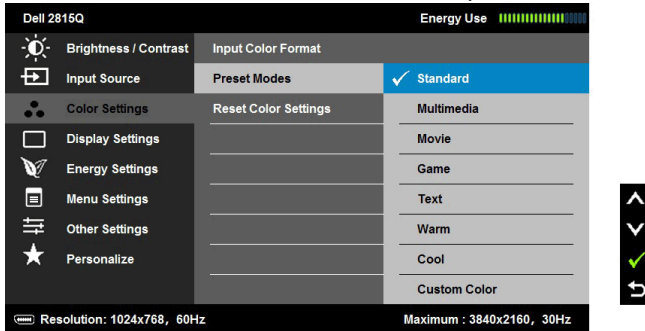 Dell 2815Q Energy Use
Brightness / Contrast Input Color Format
Input Source Preset Modes Standard
Color Settings Reset Color Settings Multimedia
Display Settings Movie
Energy Settings Game
Menu Settings Text
Other Settings Warm
Personalize Cool
Custom Color
Resolution: 1024x768, 60Hz Maximum : 3840x2160, 30Hz